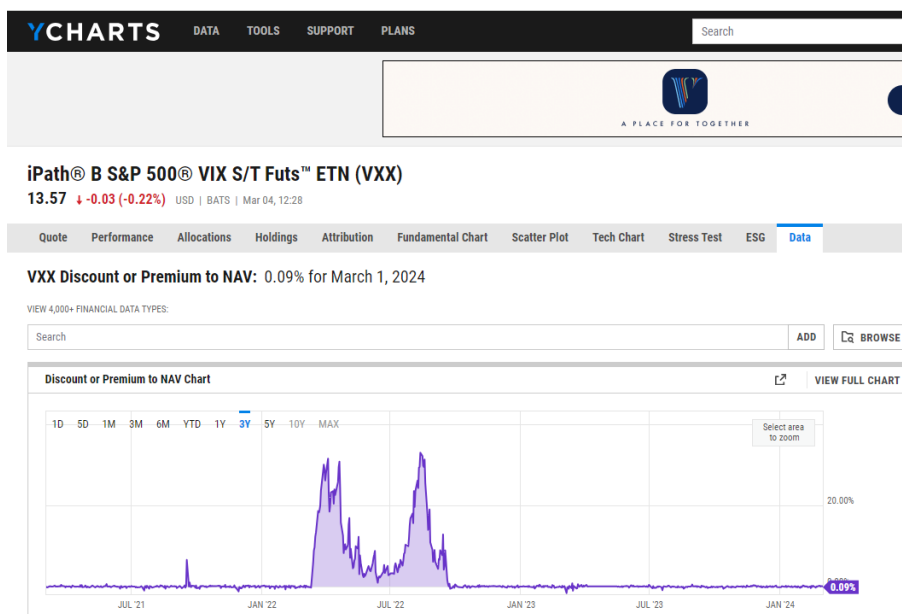 YCHARTS DATA TOOLS SUPPORT PLANS Search
A PLACE FOR TOGETHER
iPath® B S&P 500® VIX S/T Futs™ ETN (VXX)
13.57 ↓ -0.03 (-0.22%) USD | BATS | Mar 04, 12:28
Quote Performance Allocations Holdings Attribution Fundamental Chart Scatter Plot Tech Chart Stress Test ESG Data
VXX Discount or Premium to NAV: 0.09% for March 1, 2024
VIEW 4,000+ FINANCIAL DATA TYPES:
Search ADD BROWSE
Discount or Premium to NAV Chart VIEW FULL CHART
1D 5D 1M 3M 6M YTD 1Y 3Y 5Y 10Y MAX
Select area
to zoom
20.00%
0.09%
JUL '21 JAN '22 JUL '22 JAN '23 JUL '23 JAN '24